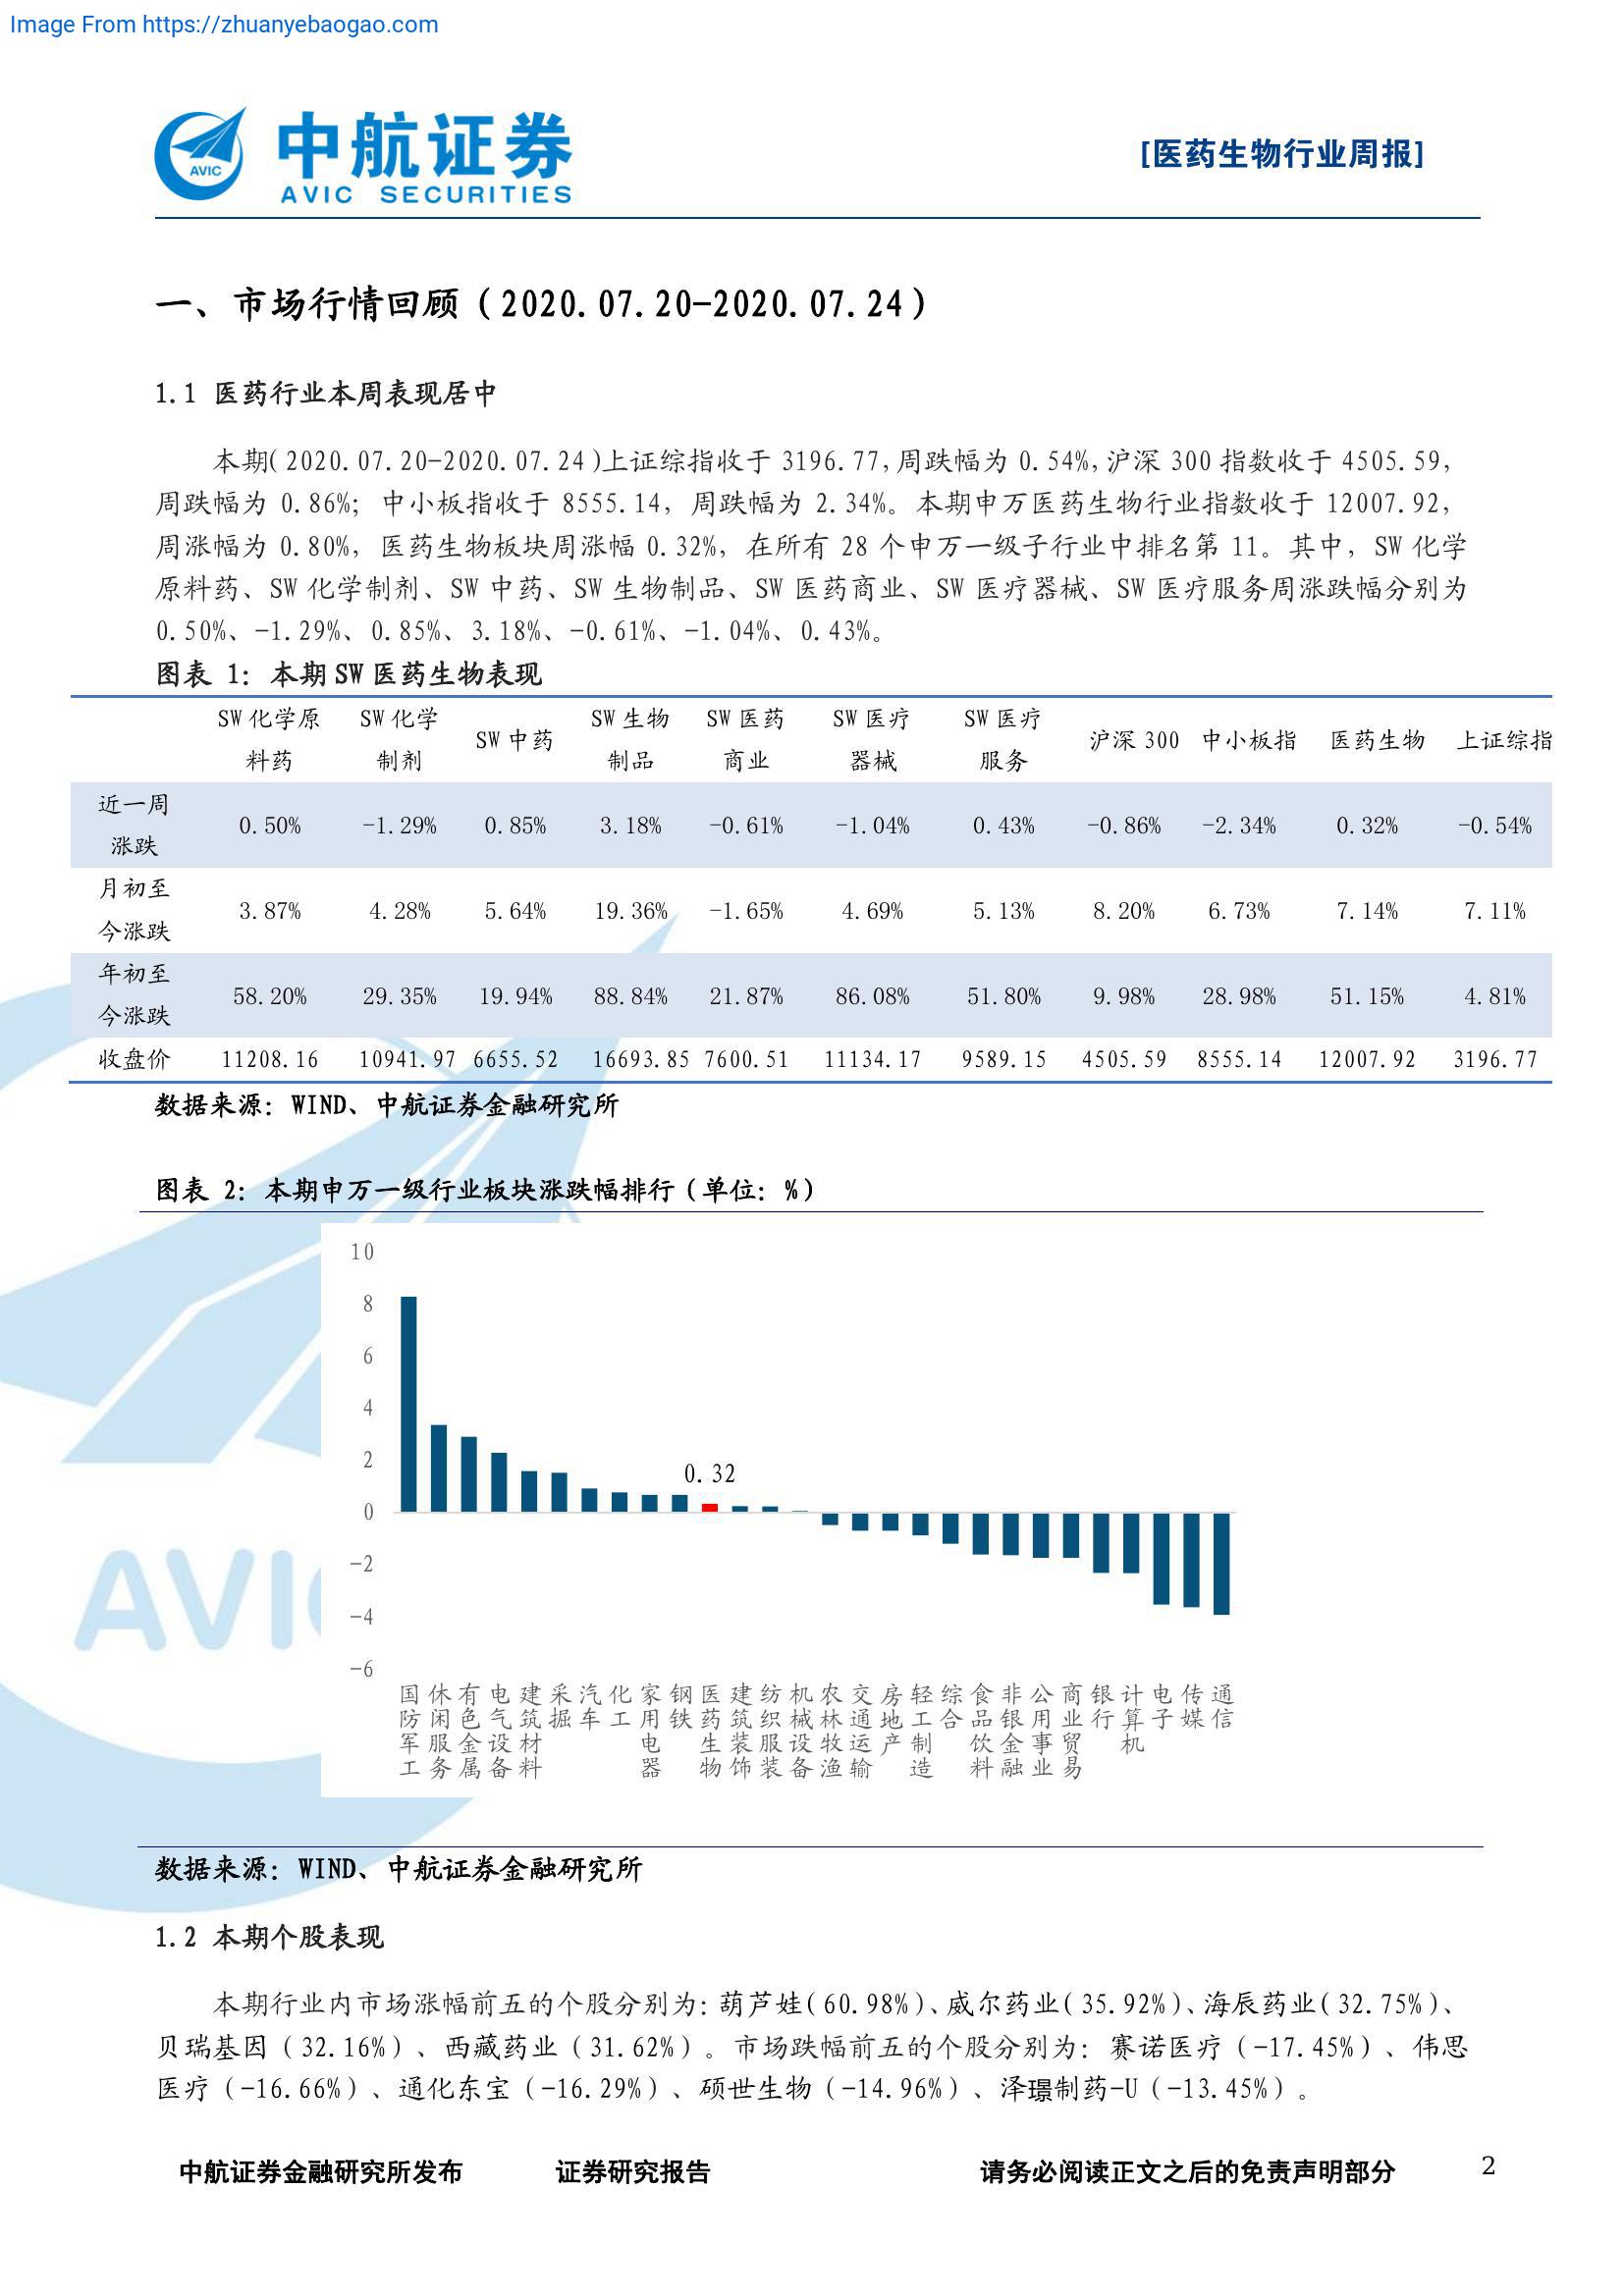 Image From https://zhuanyebaogao.com
中航证券
AVIC SECURITIES
AVIC
[医药生物行业周报]
一、市场行情回顾（2020.07.20-2020.07.24）
1.1 医药行业本周表现居中
本期(2020.07.20-2020.07.24)上证综指收于 3196.77,周跌幅为 0.54%,沪深 300 指数收于 4505.59,
周跌幅为 0.86%; 中小板指收于 8555.14, 周跌幅为 2.34%。本期申万医药生物行业指数收于 12007.92,
周涨幅为 0.80%, 医药生物板块周涨幅 0.32%, 在所有 28 个申万一级子行业中排名第 11。其中, SW 化学
原料药、SW 化学制剂、SW 中药、SW 生物制品、SW 医药商业、SW 医疗器械、SW 医疗服务周涨跌幅分别为
0.50%、-1.29%、0.85%、3.18%、-0.61%、-1.04%、0.43%。
图表 1: 本期 SW 医药生物表现
SW 化学原料药 SW 化学制剂 SW 中药 SW 生物制品 SW 医药商业 SW 医疗器械 SW 医疗服务 沪深 300 中小板指 医药生物 上证综指
近一周涨跌 0.50% -1.29% 0.85% 3.18% -0.61% -1.04% 0.43% -0.86% -2.34% 0.32% -0.54%
月初至今涨跌 3.87% 4.28% 5.64% 19.36% -1.65% 4.69% 5.13% 8.20% 6.73% 7.14% 7.11%
年初至今涨跌 58.20% 29.35% 19.94% 88.84% 21.87% 86.08% 51.80% 9.98% 28.98% 51.15% 4.81%
收盘价 11208.16 10941.97 6655.52 16693.85 7600.51 11134.17 9589.15 4505.59 8555.14 12007.92 3196.77
数据来源: WIND、中航证券金融研究所
图表 2: 本期申万一级行业板块涨跌幅排行（单位: %）
10
8
6
4
2
0
-2
-4
-6
0.32
国防军工 休闲服务 有色金属 电气设备 建筑材料 采掘 汽车 化工 家用电器 钢铁 医药生物 建筑装饰 纺织服装 机械设备 农林牧渔 交通运输 房地产 轻工制造 综合 食品饮料 非银金融 公用事业 商业贸易 银行 计算机 电子 传媒 通信
AVIC
数据来源: WIND、中航证券金融研究所
1.2 本期个股表现
本期行业内市场涨幅前五的个股分别为: 葫芦娃(60.98%)、威尔药业(35.92%)、海辰药业(32.75%)、
贝瑞基因（32.16%）、西藏药业（31.62%）。市场跌幅前五的个股分别为: 赛诺医疗（-17.45%）、伟思
医疗（-16.66%）、通化东宝（-16.29%）、硕世生物（-14.96%）、泽璟制药-U（-13.45%）。
中航证券金融研究所发布 证券研究报告 请务必阅读正文之后的免责声明部分 2